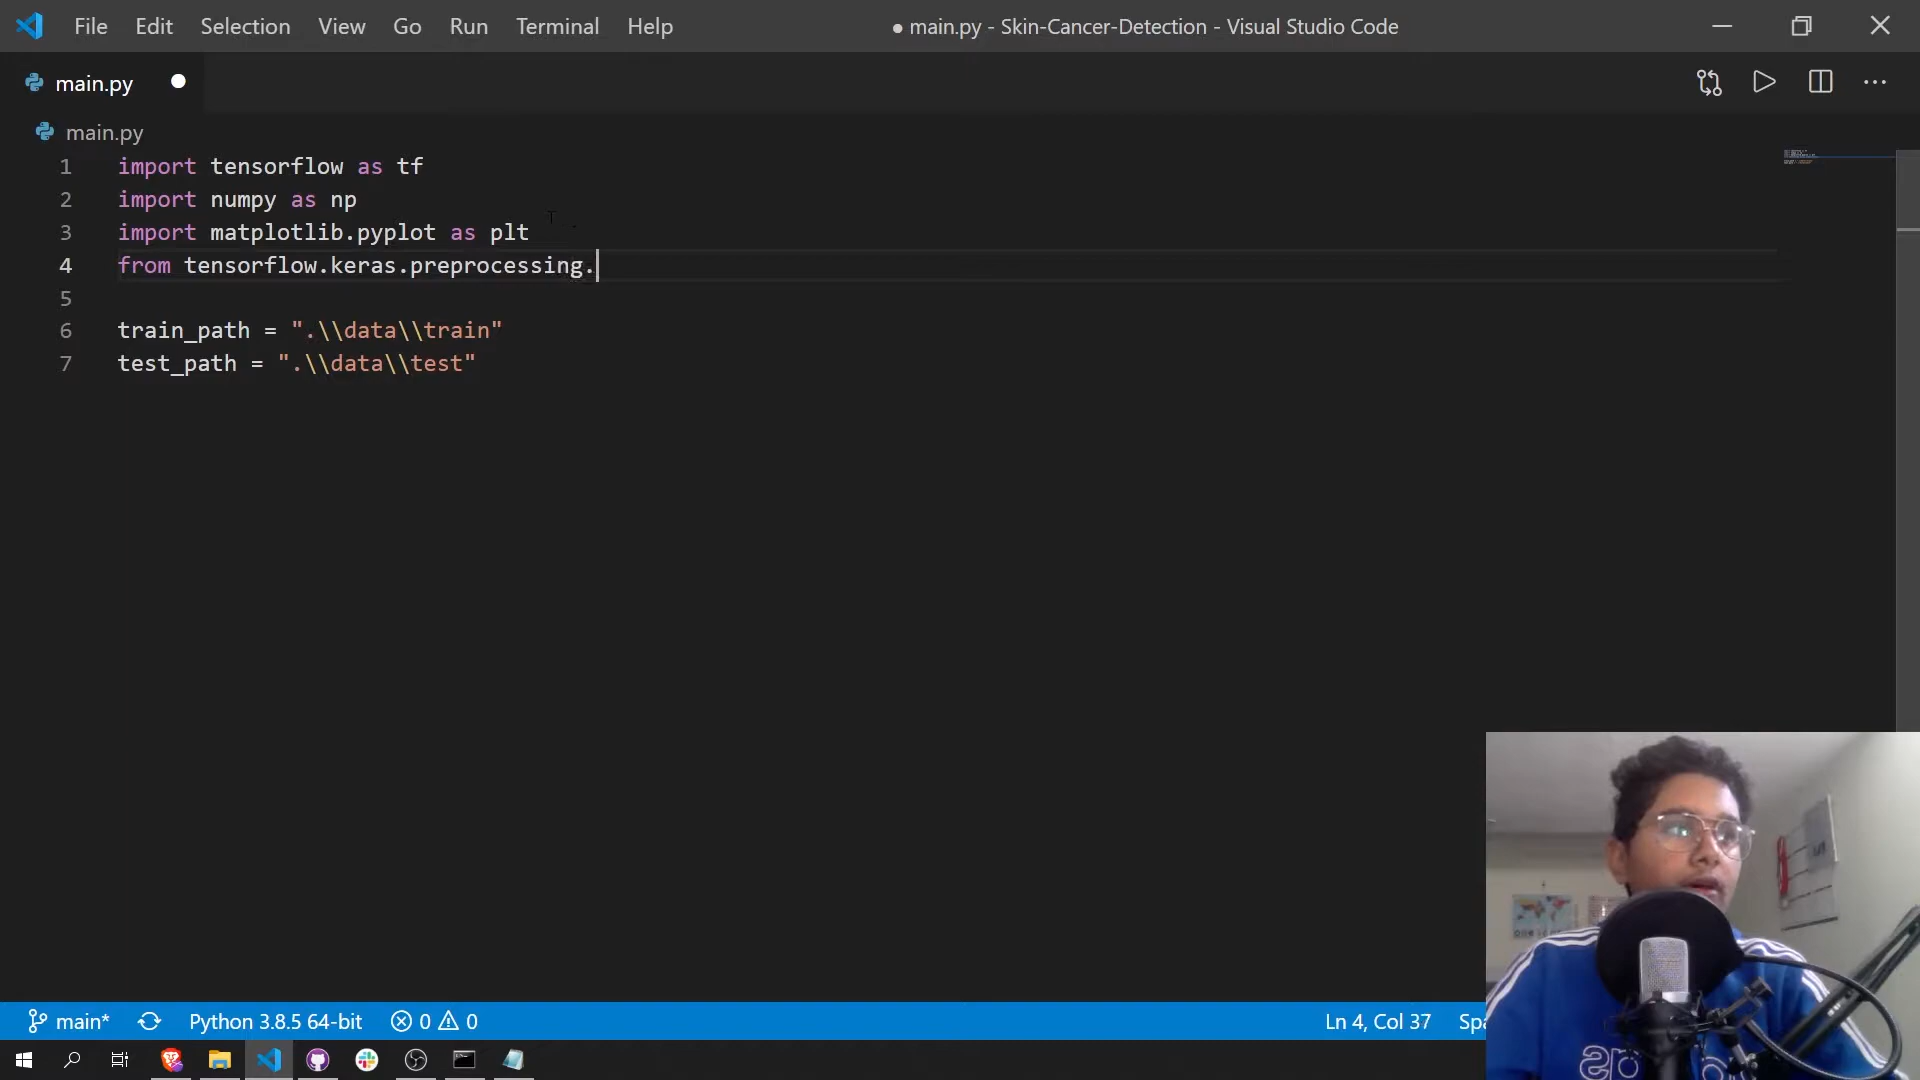 File Edit Selection View Go Run Terminal Help
● main.py - Skin-Cancer-Detection - Visual Studio Code
main.py
main.py
1 import tensorflow as tf
2 import numpy as np
3 import matplotlib.pyplot as plt
4 from tensorflow.keras.preprocessing.
5
6 train_path = ".\\data\\train"
7 test_path = ".\\data\\test"
main* Python 3.8.5 64-bit 0 0 Ln 4, Col 37 Spa